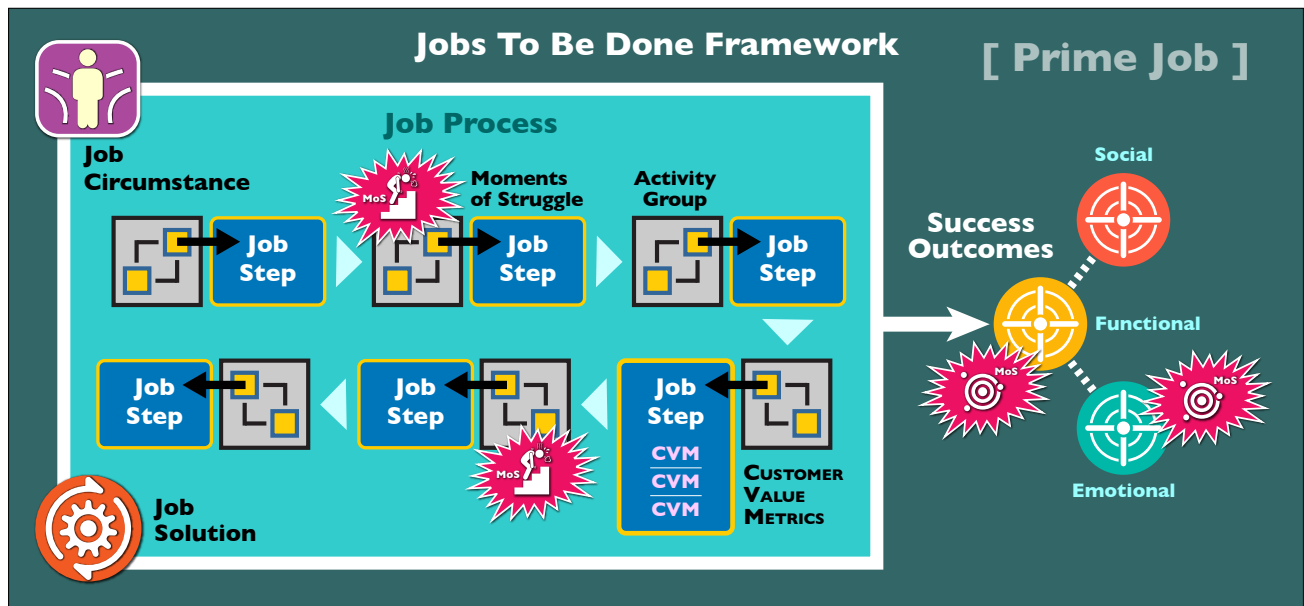 Jobs To Be Done Framework
[ Prime Job ]
Job Process
Job
Circumstance
MoS
Moments
of Struggle
Activity
Group
Job
Step
Job
Step
Job
Step
Job
Step
Job
Step
Job
Step
CVM
CVM
CVM
MoS
CUSTOMER
VALUE
METRICS
Job
Solution
Success
Outcomes
Social
Functional
MoS
MoS
Emotional